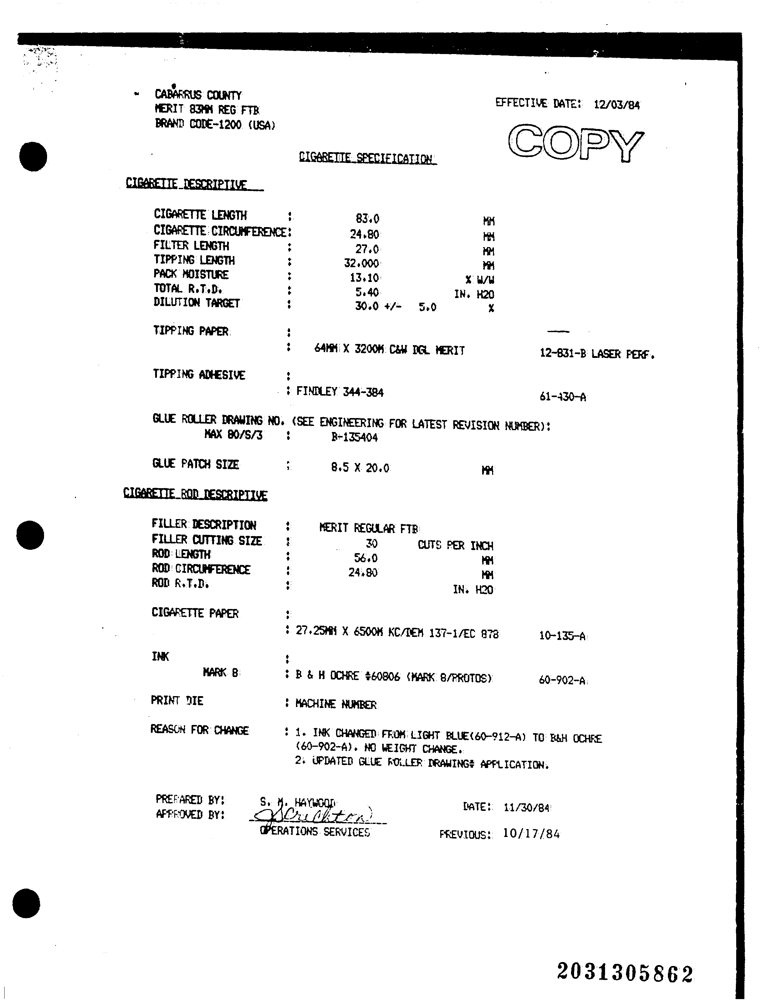 CABARRUS COUNTY
MERIT 83MM REG FTB
BRAND CODE-1200 (USA)
EFFECTIVE DATE: 12/03/84
COPY
CIGARETTE SPECIFICATION
CIGARETTE DESCRIPTIVE
CIGARETTE LENGTH : 83.0 MM
CIGARETTE CIRCUMFERENCE: 24.80 MM
FILTER LENGTH : 27.0 MM
TIPPING LENGTH : 32.000 MM
PACK MOISTURE : 13.10 % W/W
TOTAL R.T.D. : 5.40 IN. H2O
DILUTION TARGET : 30.0 +/- 5.0 %
TIPPING PAPER :
: 64MM X 3200M C&W DGL MERIT 12-831-B LASER PERF.
TIPPING ADHESIVE :
: FINDLEY 344-384 61-430-A
GLUE ROLLER DRAWING NO. (SEE ENGINEERING FOR LATEST REVISION NUMBER):
MAX 80/S/3 : B-135404
GLUE PATCH SIZE : 8.5 X 20.0 MM
CIGARETTE ROD DESCRIPTIVE
FILLER DESCRIPTION : MERIT REGULAR FTB
FILLER CUTTING SIZE : 30 CUTS PER INCH
ROD LENGTH : 56.0 MM
ROD CIRCUMFERENCE : 24.80 MM
ROD R.T.D. : IN. H2O
CIGARETTE PAPER :
: 27.25MM X 6500M KC/DEM 137-1/EC 878 10-135-A
INK :
MARK 8 : B & H OCHRE #60806 (MARK 8/PROTOS) 60-902-A
PRINT DIE : MACHINE NUMBER
REASON FOR CHANGE : 1. INK CHANGED FROM LIGHT BLUE(60-912-A) TO B&H OCHRE
(60-902-A). NO WEIGHT CHANGE.
2. UPDATED GLUE ROLLER DRAWING# APPLICATION.
PREPARED BY: S. M. HAYWOOD DATE: 11/30/84
APPROVED BY: JSCrichton
OPERATIONS SERVICES PREVIOUS: 10/17/84
2031305862